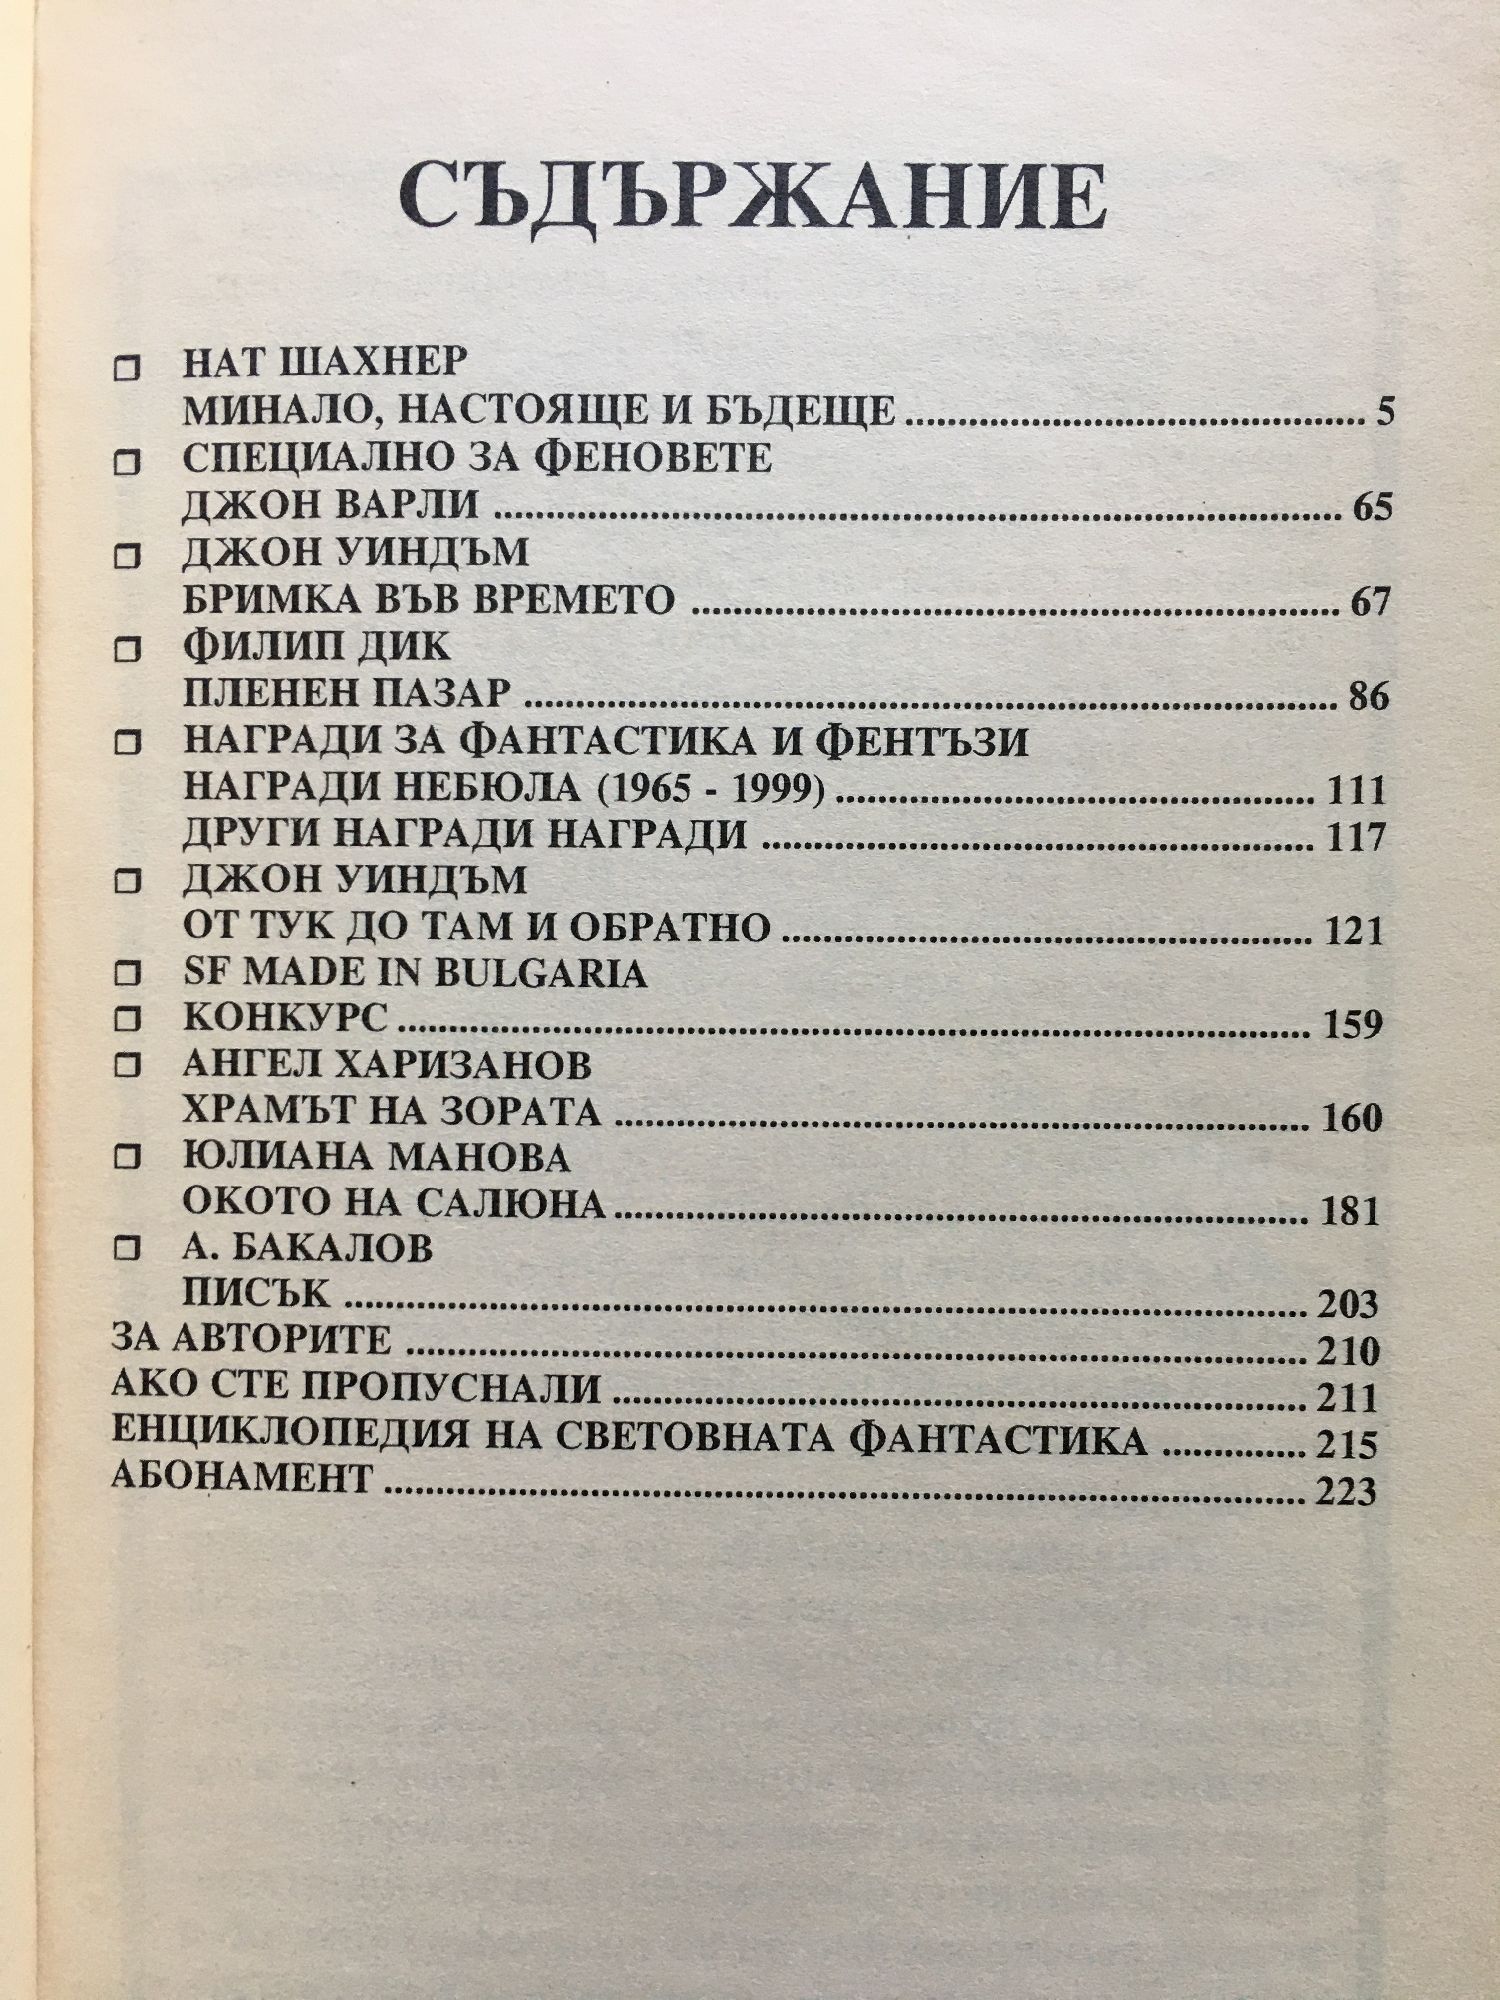 СЪДЪРЖАНИЕ
❒ НАТ ШАХНЕР
МИНАЛО, НАСТОЯЩЕ И БЪДЕЩЕ ........ 5
❒ СПЕЦИАЛНО ЗА ФЕНОВЕТЕ
ДЖОН ВАРЛИ ........ 65
❒ ДЖОН УИНДЪМ
БРИМКА ВЪВ ВРЕМЕТО ........ 67
❒ ФИЛИП ДИК
ПЛЕНЕН ПАЗАР ........ 86
❒ НАГРАДИ ЗА ФАНТАСТИКА И ФЕНТЪЗИ
НАГРАДИ НЕБЮЛА (1965 - 1999) ........ 111
ДРУГИ НАГРАДИ НАГРАДИ ........ 117
❒ ДЖОН УИНДЪМ
ОТ ТУК ДО ТАМ И ОБРАТНО ........ 121
❒ SF MADE IN BULGARIA
❒ КОНКУРС ........ 159
❒ АНГЕЛ ХАРИЗАНОВ
ХРАМЪТ НА ЗОРАТА ........ 160
❒ ЮЛИАНА МАНОВА
ОКОТО НА САЛЮНА ........ 181
❒ А. БАКАЛОВ
ПИСЪК ........ 203
ЗА АВТОРИТЕ ........ 210
АКО СТЕ ПРОПУСНАЛИ ........ 211
ЕНЦИКЛОПЕДИЯ НА СВЕТОВНАТА ФАНТАСТИКА ........ 215
АБОНАМЕНТ ........ 223